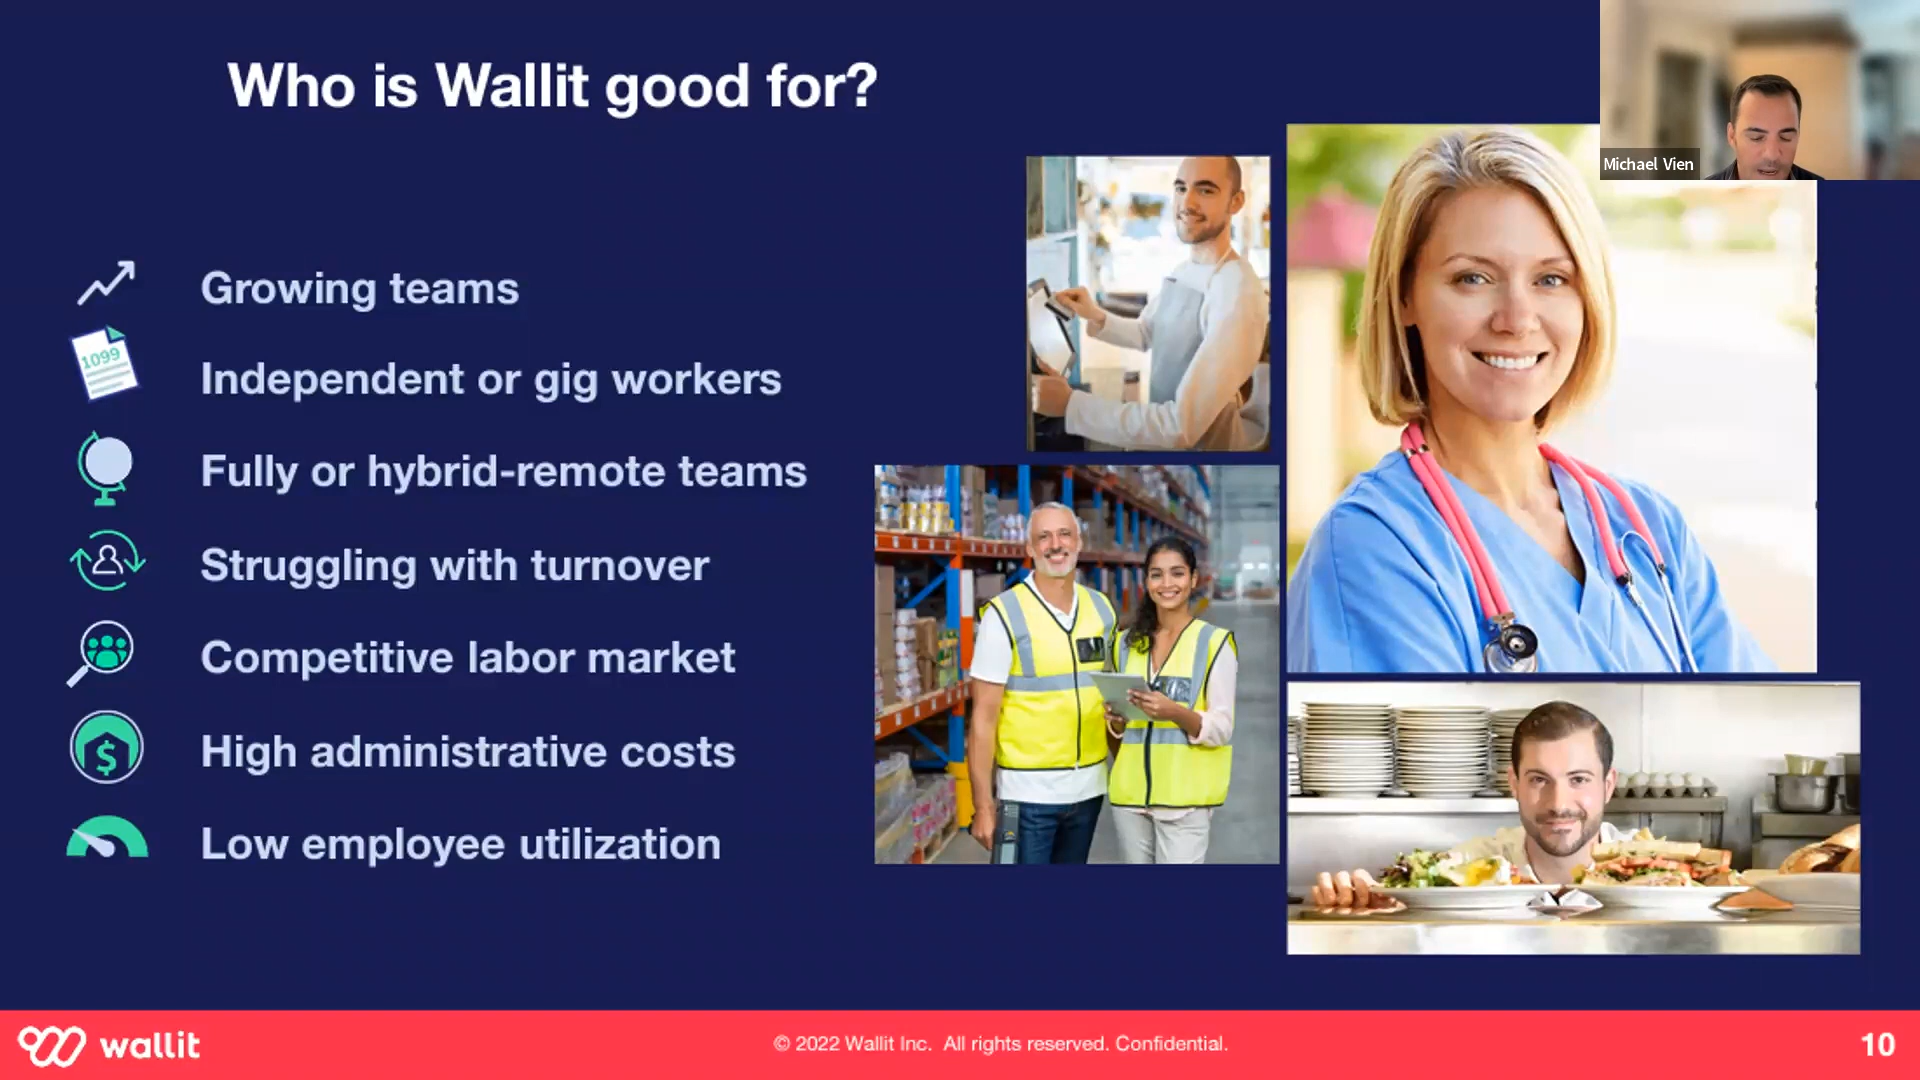 Who is Wallit good for?
Michael Vien
Growing teams
1099
Independent or gig workers
Fully or hybrid-remote teams
Struggling with turnover
Competitive labor market
$
High administrative costs
Low employee utilization
wallit
© 2022 Wallit Inc. All rights reserved. Confidential.
10